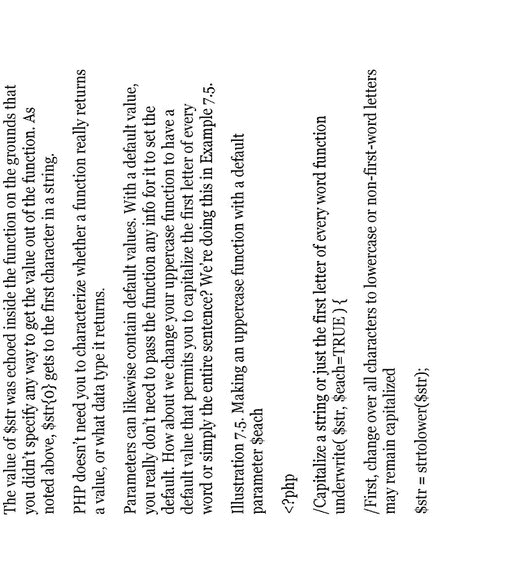 The value of $str was echoed inside the function on the grounds that
you didn't specify any way to get the value out of the function. As
noted above, $str{0} gets to the first character in a string.
PHP doesn't need you to characterize whether a function really returns
a value, or what data type it returns.
Parameters can likewise contain default values. With a default value,
you really don't need to pass the function any info for it to set the
default. How about we change your uppercase function to have a
default value that permits you to capitalize the first letter of every
word or simply the entire sentence? We're doing this in Example 7.5.
Illustration 7.5. Making an uppercase function with a default
parameter $each
<?php
/Capitalize a string or just the first letter of every word function
underwrite( $str, $each=TRUE ) {
/First, change over all characters to lowercase or non-first-word letters
may remain capitalized
$str = strtolower($str);